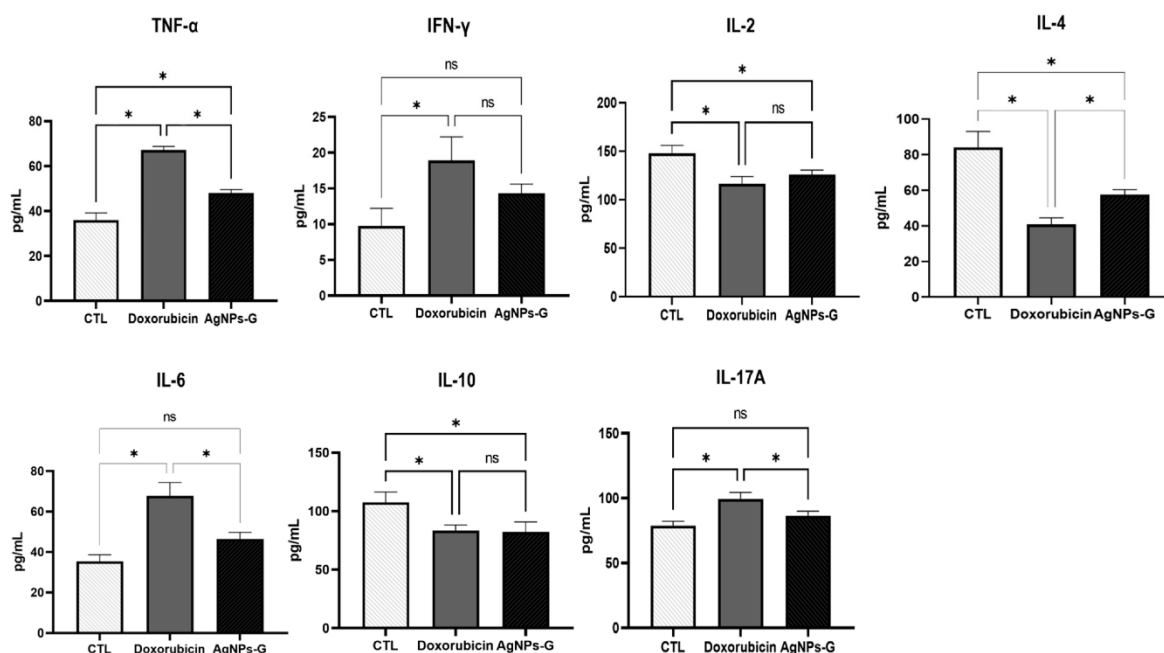 TNF-α
*
* *
pg/mL
80
60
40
20
0
CTL Doxorubicin AgNPs-G
IFN-γ
ns
* ns
pg/mL
25
20
15
10
5
0
CTL Doxorubicin AgNPs-G
IL-2
*
* ns
pg/mL
200
150
100
50
0
CTL Doxorubicin AgNPs-G
IL-4
*
* *
pg/mL
100
80
60
40
20
0
CTL Doxorubicin AgNPs-G
IL-6
ns
* *
pg/mL
80
60
40
20
0
CTL Doxorubicin AgNPs-G
IL-10
*
* ns
pg/mL
150
100
50
0
CTL Doxorubicin AgNPs-G
IL-17A
ns
* *
pg/mL
150
100
50
0
CTL Doxorubicin AgNPs-G